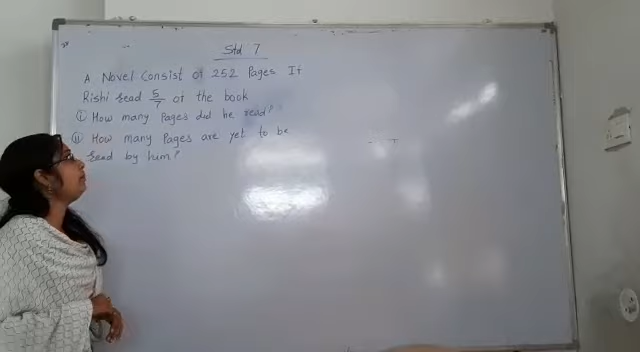 Std 7
A Novel Consist of 252 Pages If
Rishi read 5/7 of the book
(i) How many Pages did he read?
(ii) How many Pages are yet to be
read by him?